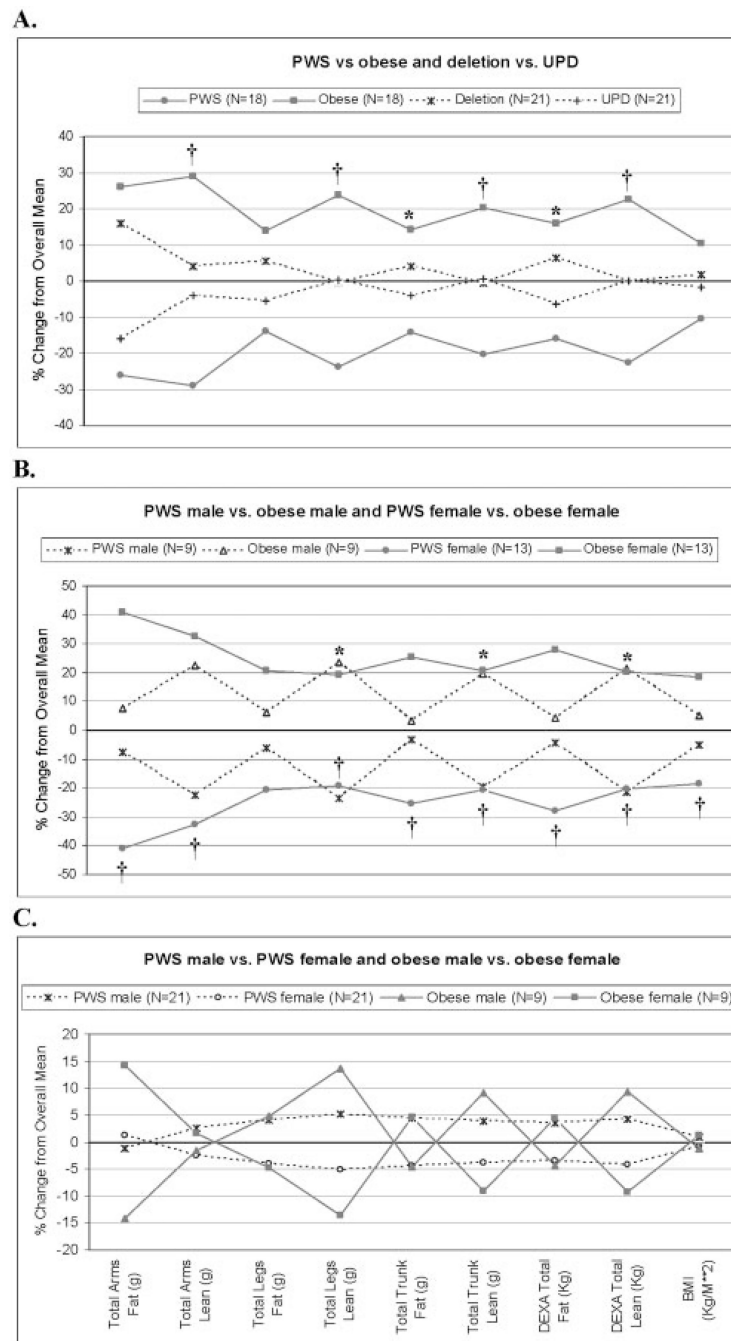 A.
PWS vs obese and deletion vs. UPD
PWS (N=18) Obese (N=18) Deletion (N=21) UPD (N=21)
40
30
20
10
0
-10
-20
-30
-40
% Change from Overall Mean
† † * † * †
B.
PWS male vs. obese male and PWS female vs. obese female
PWS male (N=9) Obese male (N=9) PWS female (N=13) Obese female (N=13)
50
40
30
20
10
0
-10
-20
-30
-40
-50
% Change from Overall Mean
* * *
† † † † † † † †
C.
PWS male vs. PWS female and obese male vs. obese female
PWS male (N=21) PWS female (N=21) Obese male (N=9) Obese female (N=9)
20
15
10
5
0
-5
-10
-15
-20
% Change from Overall Mean
Total Arms
Fat (g)
Total Arms
Lean (g)
Total Legs
Fat (g)
Total Legs
Lean (g)
Total Trunk
Fat (g)
Total Trunk
Lean (g)
DEXA Total
Fat (Kg)
DEXA Total
Lean (Kg)
BMI
(Kg/M**2)